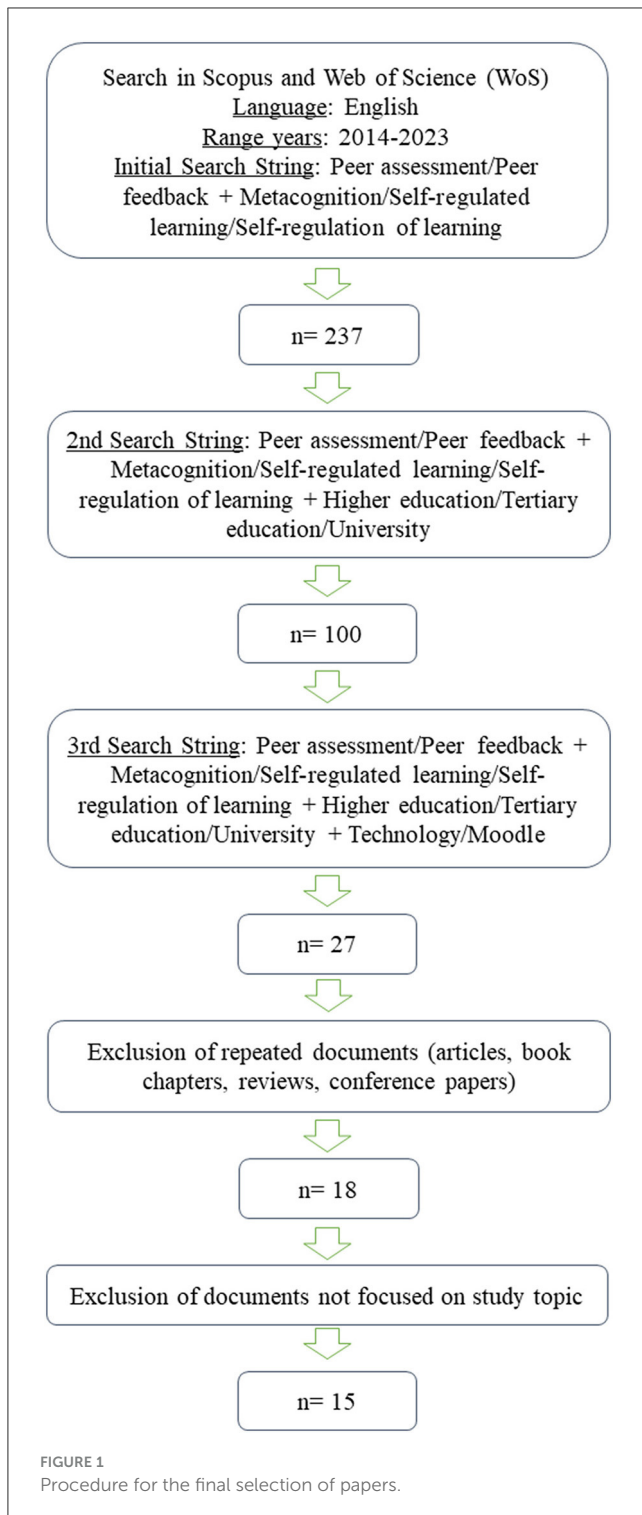 Search in Scopus and Web of Science (WoS)
Language: English
Range years: 2014-2023
Initial Search String: Peer assessment/Peer
feedback + Metacognition/Self-regulated
learning/Self-regulation of learning
n= 237
2nd Search String: Peer assessment/Peer feedback +
Metacognition/Self-regulated learning/Self-
regulation of learning + Higher education/Tertiary
education/University
n= 100
3rd Search String: Peer assessment/Peer feedback +
Metacognition/Self-regulated learning/Self-
regulation of learning + Higher education/Tertiary
education/University + Technology/Moodle
n= 27
Exclusion of repeated documents (articles, book
chapters, reviews, conference papers)
n= 18
Exclusion of documents not focused on study topic
n= 15
FIGURE 1
Procedure for the final selection of papers.